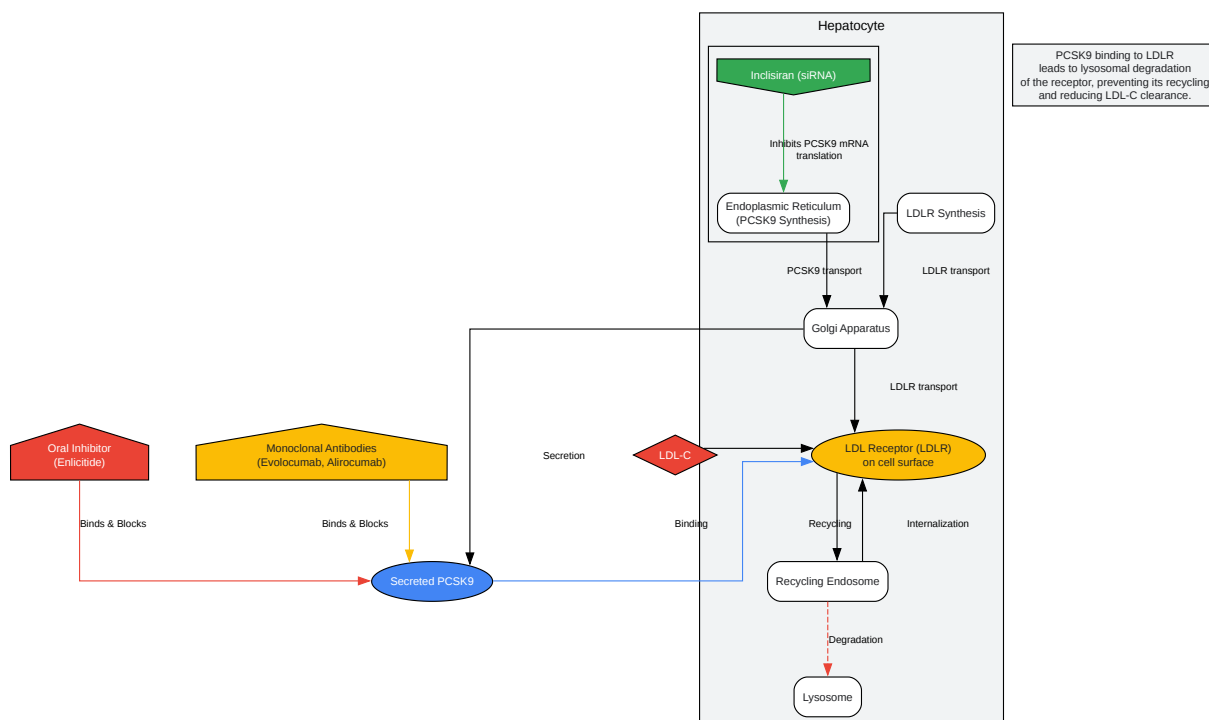 Hepatocyte
PCSK9 binding to LDLR
leads to lysosomal degradation
of the receptor, preventing its recycling
and reducing LDL-C clearance.
Inclisiran (siRNA)
Inhibits PCSK9 mRNA
translation
Endoplasmic Reticulum
(PCSK9 Synthesis)
LDLR Synthesis
PCSK9 transport
LDLR transport
Golgi Apparatus
LDLR transport
Oral Inhibitor
(Enlicitide)
Monoclonal Antibodies
(Evolocumab, Alirocumab)
Secretion
LDL-C
LDL Receptor (LDLR)
on cell surface
Binds & Blocks
Binds & Blocks
Binding
Recycling
Internalization
Secreted PCSK9
Recycling Endosome
Degradation
Lysosome